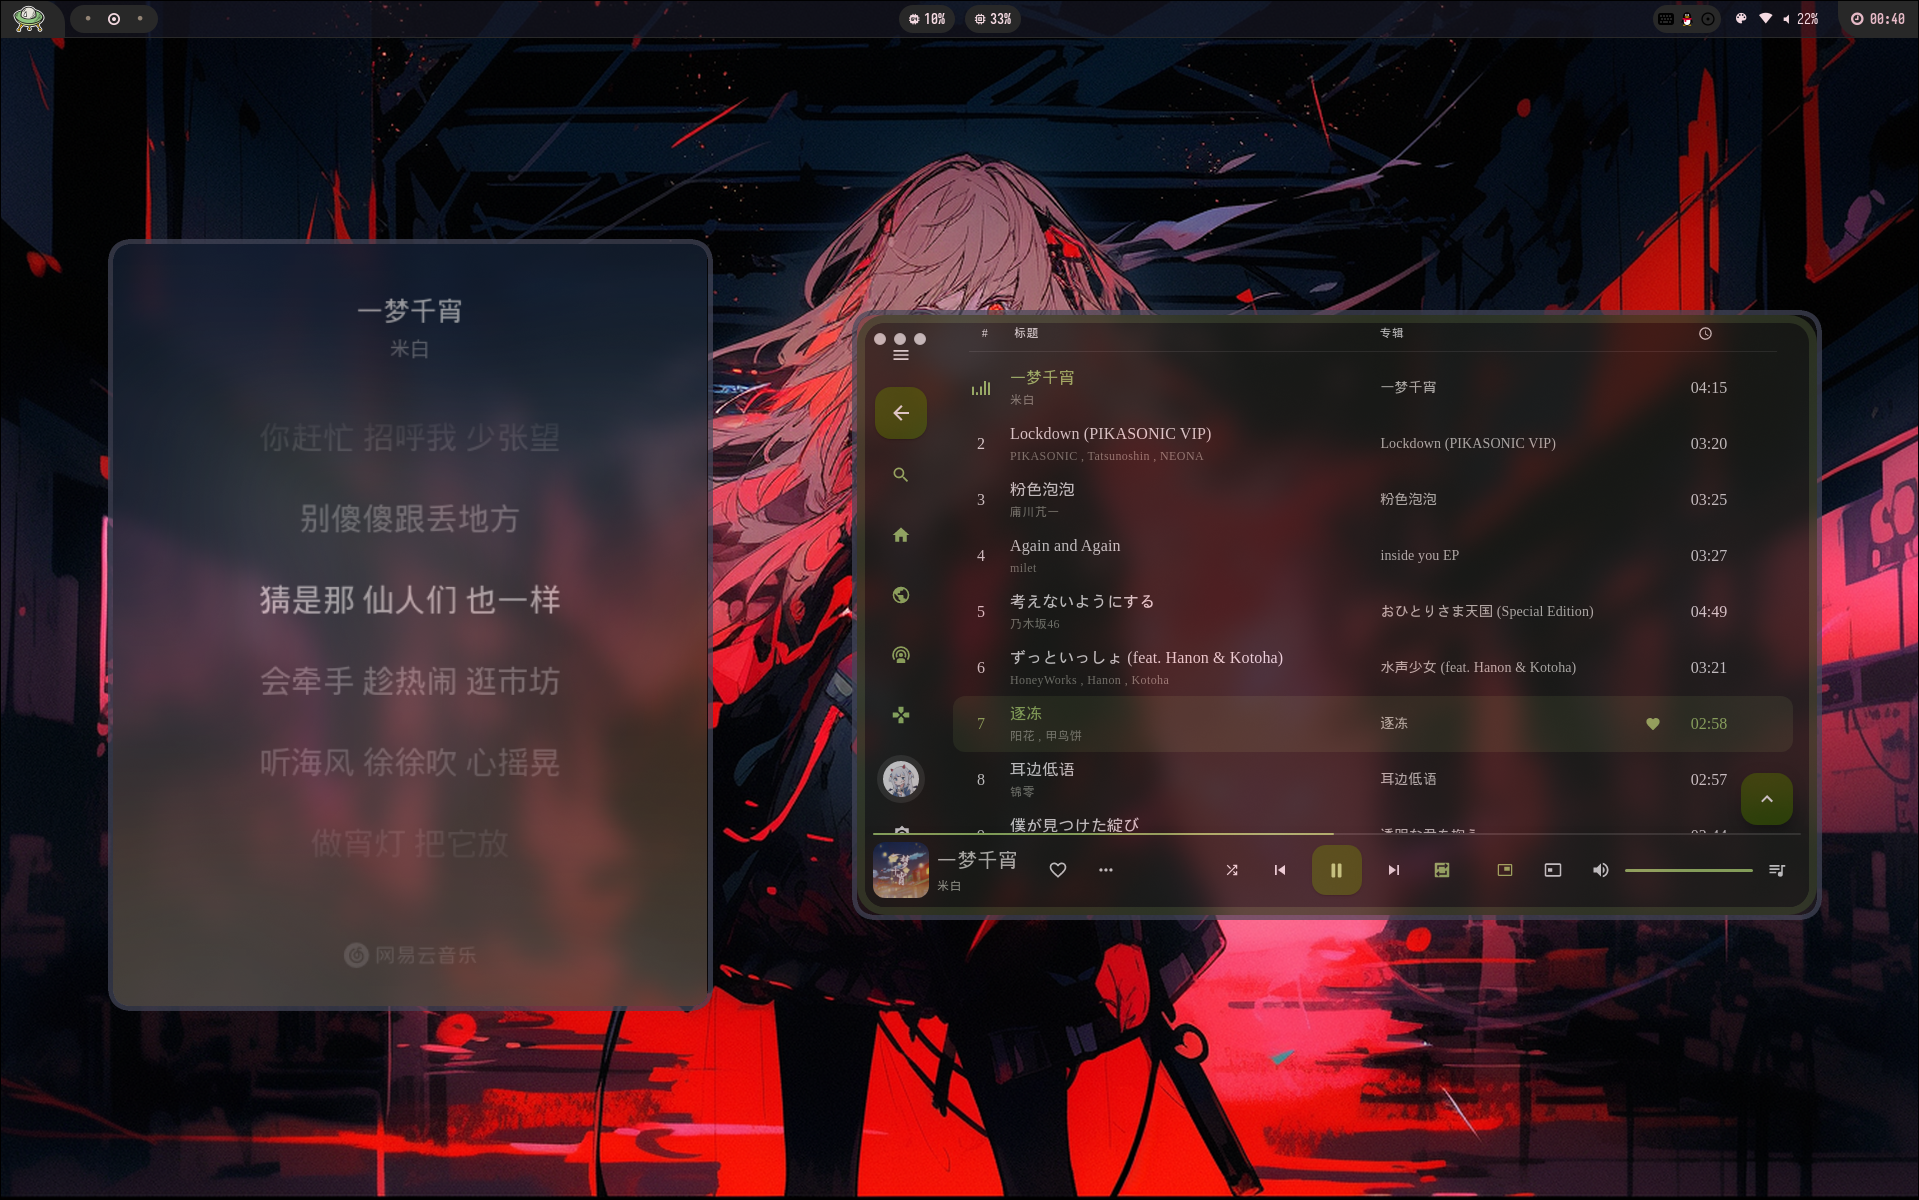 10%
33%
22%
00:40
一梦千宵
米白
你赶忙 招呼我 少张望
别傻傻跟丢地方
猜是那 仙人们 也一样
会牵手 趁热闹 逛市坊
听海风 徐徐吹 心摇晃
做宵灯 把它放
网易云音乐
# 标题 专辑
一梦千宵 一梦千宵 04:15
米白
2 Lockdown (PIKASONIC VIP) Lockdown (PIKASONIC VIP) 03:20
PIKASONIC , Tatsunoshin , NEONA
3 粉色泡泡 粉色泡泡 03:25
庸川芃一
4 Again and Again inside you EP 03:27
milet
5 考えないようにする おひとりさま天国 (Special Edition) 04:49
乃木坂46
6 ずっといっしょ (feat. Hanon & Kotoha) 水声少女 (feat. Hanon & Kotoha) 03:21
HoneyWorks , Hanon , Kotoha
7 逐冻 逐冻 02:58
阳花 , 甲鸟饼
8 耳边低语 耳边低语 02:57
锦零
僕が見つけた綻び
一梦千宵
米白